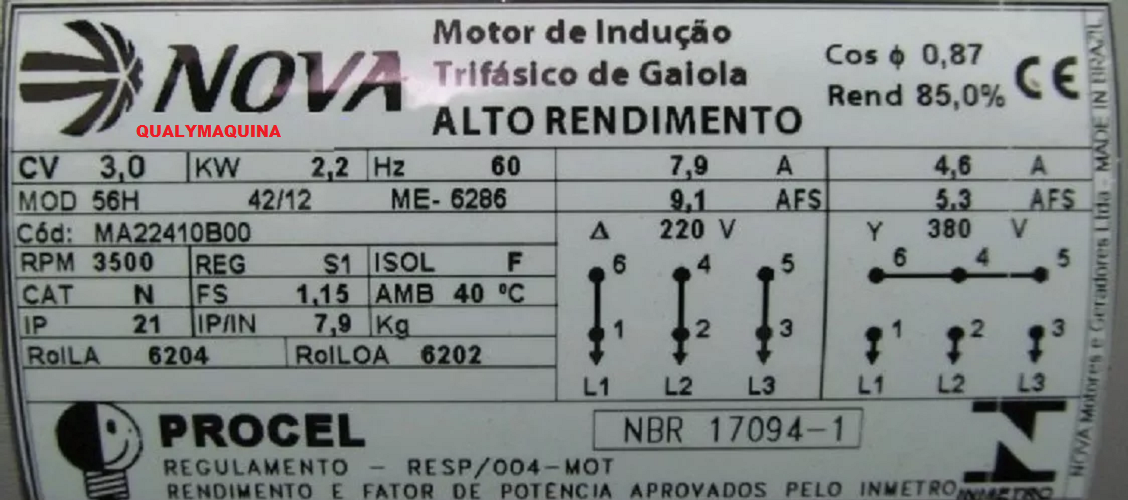 NOVA
QUALYMAQUINA
Motor de Indução
Trifásico de Gaiola
ALTO RENDIMENTO
Cos ϕ 0,87
Rend 85,0%
CE
CV 3,0 KW 2,2 Hz 60 7,9 A 4,6 A
MOD 56H 42/12 ME- 6286 9,1 AFS 5,3 AFS
Cód: MA22410B00 Δ 220 V Y 380 V
RPM 3500 REG S1 ISOL F 6 4 5 6 4 5
CAT N FS 1,15 AMB 40 ºC
IP 21 IP/IN 7,9 Kg 1 2 3 1 2 3
RolLA 6204 RolLOA 6202
L1 L2 L3 L1 L2 L3
PROCEL
NBR 17094-1
REGULAMENTO - RESP/004-MOT
RENDIMENTO E FATOR DE POTÊNCIA APROVADOS PELO INMETRO
INMETRO
NOVA Motores e Geradores Ltda - MADE IN BRAZIL